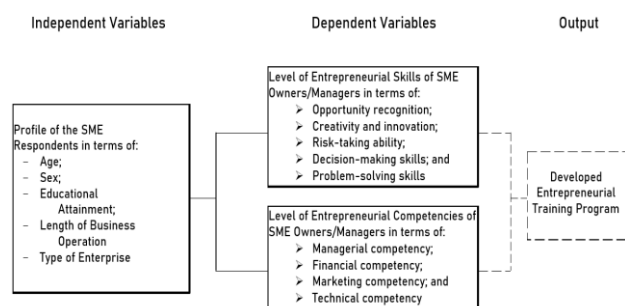 Independent Variables
Dependent Variables
Output
Profile of the SME
Respondents in terms of:
– Age;
– Sex;
– Educational
Attainment;
– Length of Business
Operation
– Type of Enterprise
Level of Entrepreneurial Skills of SME
Owners/Managers in terms of:
➢ Opportunity recognition;
➢ Creativity and innovation;
➢ Risk-taking ability;
➢ Decision-making skills; and
➢ Problem-solving skills
Level of Entrepreneurial Competencies of
SME Owners/Managers in terms of:
➢ Managerial competency;
➢ Financial competency;
➢ Marketing competency; and
➢ Technical competency
Developed
Entrepreneurial
Training Program